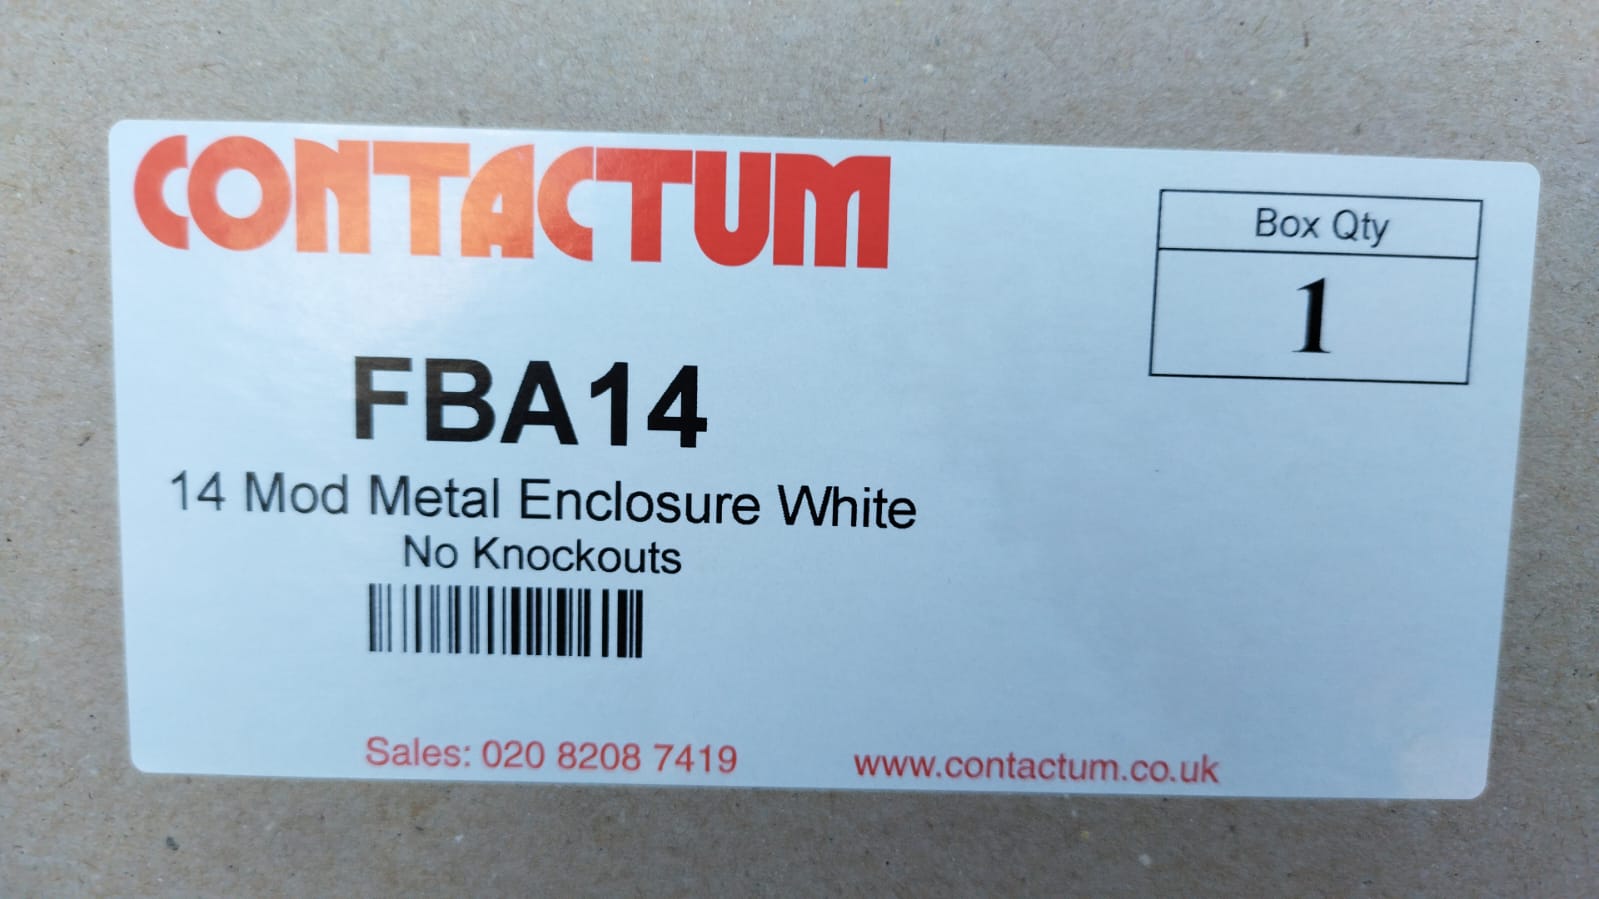 CONTACTUM
Box Qty
1
FBA14
14 Mod Metal Enclosure White
No Knockouts
Sales: 020 8208 7419
www.contactum.co.uk